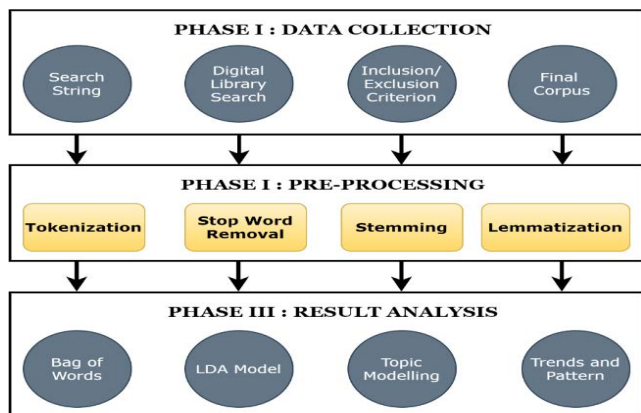 PHASE I : DATA COLLECTION
Search
String
Digital
Library
Search
Inclusion/
Exclusion
Criterion
Final
Corpus
PHASE I : PRE-PROCESSING
Tokenization
Stop Word
Removal
Stemming
Lemmatization
PHASE III : RESULT ANALYSIS
Bag of
Words
LDA Model
Topic
Modelling
Trends and
Pattern